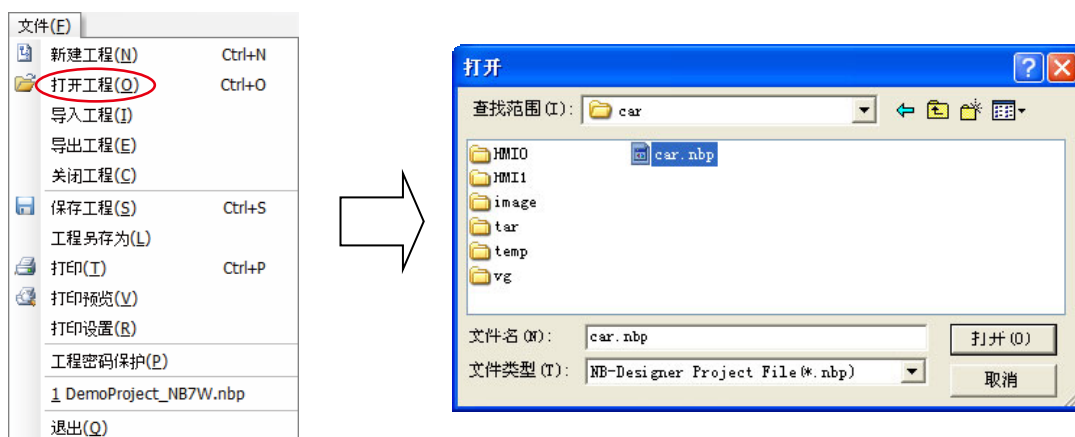 文件(F)
新建工程(N) Ctrl+N
打开工程(O) Ctrl+O
导入工程(I)
导出工程(E)
关闭工程(C)
保存工程(S) Ctrl+S
工程另存为(L)
打印(T) Ctrl+P
打印预览(V)
打印设置(R)
工程密码保护(P)
1 DemoProject_NB7W.nbp
退出(Q)
打开
查找范围(I): car
HMI0 car.nbp
HMI1
image
tar
temp
vg
文件名(N): car.nbp 打开(O)
文件类型(T): NB-Designer Project File(*.nbp) 取消